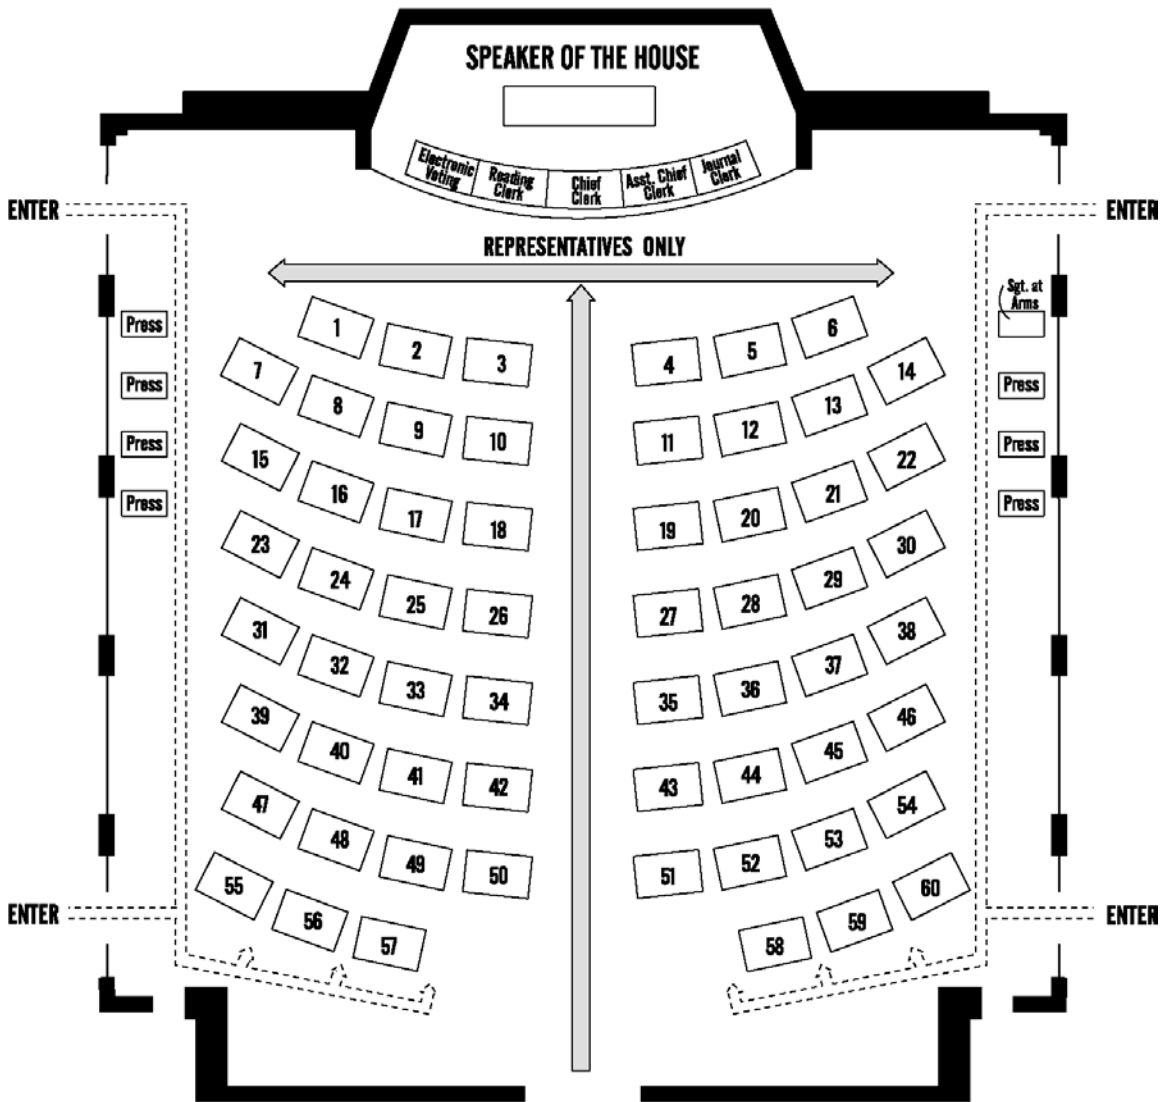 SPEAKER OF THE HOUSE
Electronic
Voting
Reading
Clerk
Chief
Clerk
Asst. Chief
Clerk
Journal
Clerk
ENTER
ENTER
REPRESENTATIVES ONLY
Sgt. at
Arms
Press
Press
Press
Press
Press
Press
Press
1 2 3 4 5 6
7 8 9 10 11 12 13 14
15 16 17 18 19 20 21 22
23 24 25 26 27 28 29 30
31 32 33 34 35 36 37 38
39 40 41 42 43 44 45 46
47 48 49 50 51 52 53 54
55 56 57 58 59 60
ENTER
ENTER